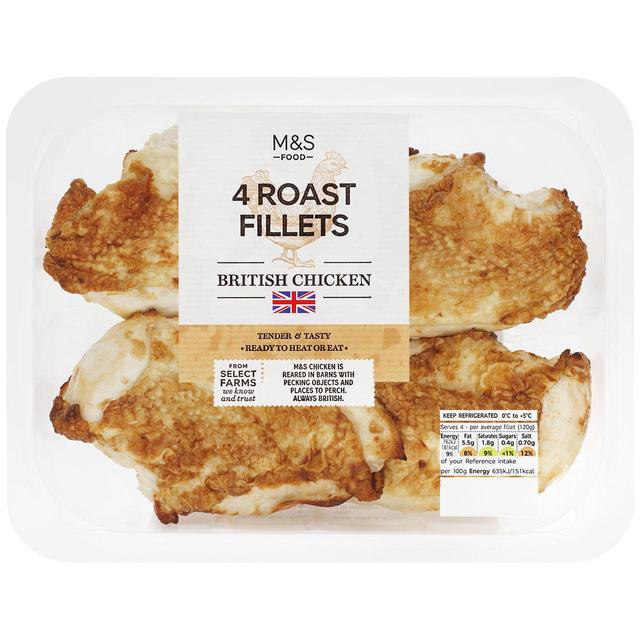 M&S
FOOD
4 ROAST
FILLETS
BRITISH CHICKEN
TENDER & TASTY
• READY TO HEAT OR EAT •
FROM
SELECT
FARMS
we know
and trust
M&S CHICKEN IS
REARED IN BARNS WITH
PECKING OBJECTS AND
PLACES TO PERCH.
ALWAYS BRITISH.
KEEP REFRIGERATED 0°C to +5°C
Serves 4 - per average fillet (120g)
Energy Fat Saturates Sugars Salt
762kJ 5.5g 1.8g 0.4g 0.70g
181kcal
9% 8% 9% <1% 12%
of your Reference intake
per 100g Energy 635kJ/151kcal